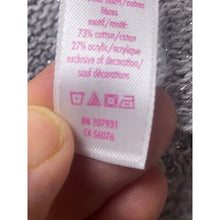 fibres
motif/motif:
73% cotton/coton
27% acrylic/acrylique
exclusive of decoration/
sauf décorations
RN 107931
CA 56076